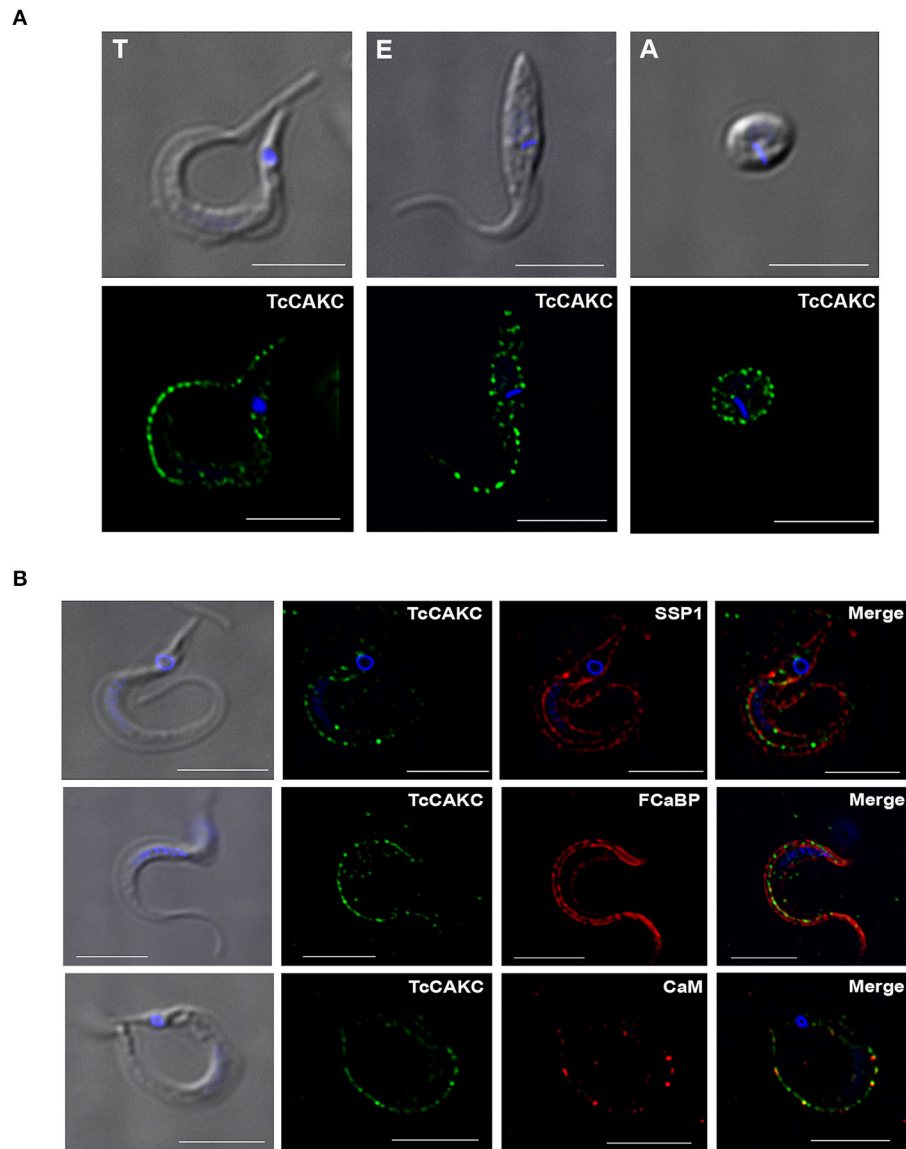 A
T E A
TcCAKC TcCAKC TcCAKC
B
TcCAKC SSP1 Merge
TcCAKC FCaBP Merge
TcCAKC CaM Merge